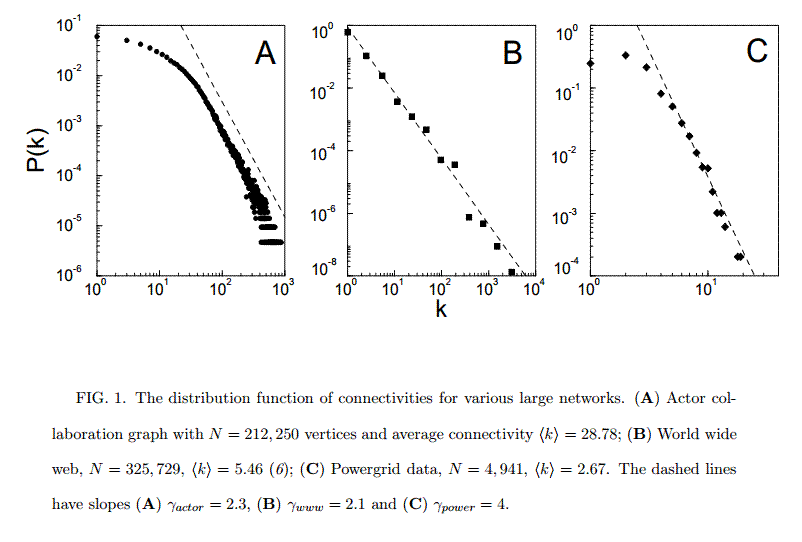 A
B
C
P(k)
10^-1
10^-2
10^-3
10^-4
10^-5
10^-6
10^0 10^1 10^2 10^3
10^0
10^-2
10^-4
10^-6
10^-8
10^0 10^1 10^2 10^3 10^4
k
10^0
10^-1
10^-2
10^-3
10^-4
10^0 10^1
FIG. 1. The distribution function of connectivities for various large networks. (A) Actor col-
laboration graph with N = 212,250 vertices and average connectivity ⟨k⟩ = 28.78; (B) World wide
web, N = 325,729, ⟨k⟩ = 5.46 (6); (C) Powergrid data, N = 4,941, ⟨k⟩ = 2.67. The dashed lines
have slopes (A) γ_actor = 2.3, (B) γ_www = 2.1 and (C) γ_power = 4.